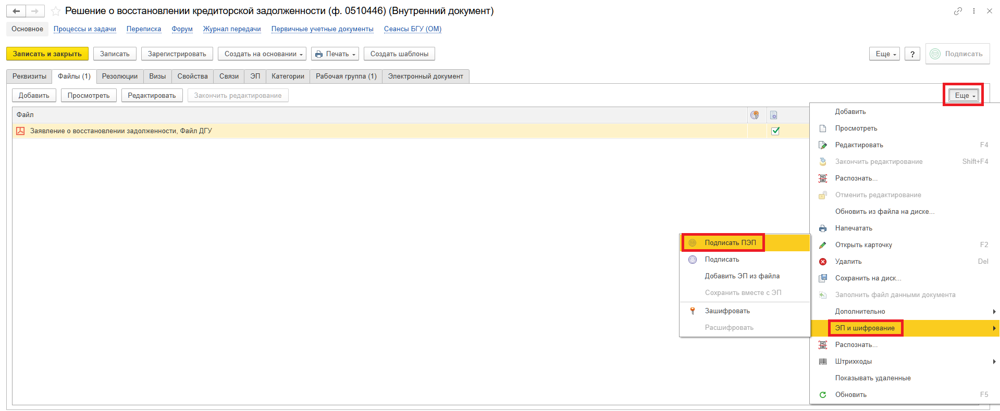 Решение о восстановлении кредиторской задолженности (ф. 0510446) (Внутренний документ)
Основное Процессы и задачи Переписка Форум Журнал передачи Первичные учетные документы Сеансы БГУ (ОМ)
Записать и закрыть Записать Зарегистрировать Создать на основании Печать Создать шаблоны Еще ? Подписать
Реквизиты Файлы (1) Резолюции Визы Свойства Связи ЭП Категории Рабочая группа (1) Электронный документ
Добавить Просмотреть Редактировать Закончить редактирование Еще
Файл
Заявление о восстановлении задолженности, Файл ДГУ
Добавить
Просмотреть
Редактировать F4
Закончить редактирование Shift+F4
Распознать...
Отменить редактирование
Обновить из файла на диске...
Напечатать
Открыть карточку F2
Удалить Del
Сохранить на диск...
Заполнить файл данными документа
Дополнительно
ЭП и шифрование
Распознать...
Штрихкоды
Показывать удаленные
Обновить F5
Подписать ПЭП
Подписать
Добавить ЭП из файла
Сохранить вместе с ЭП
Зашифровать
Расшифровать